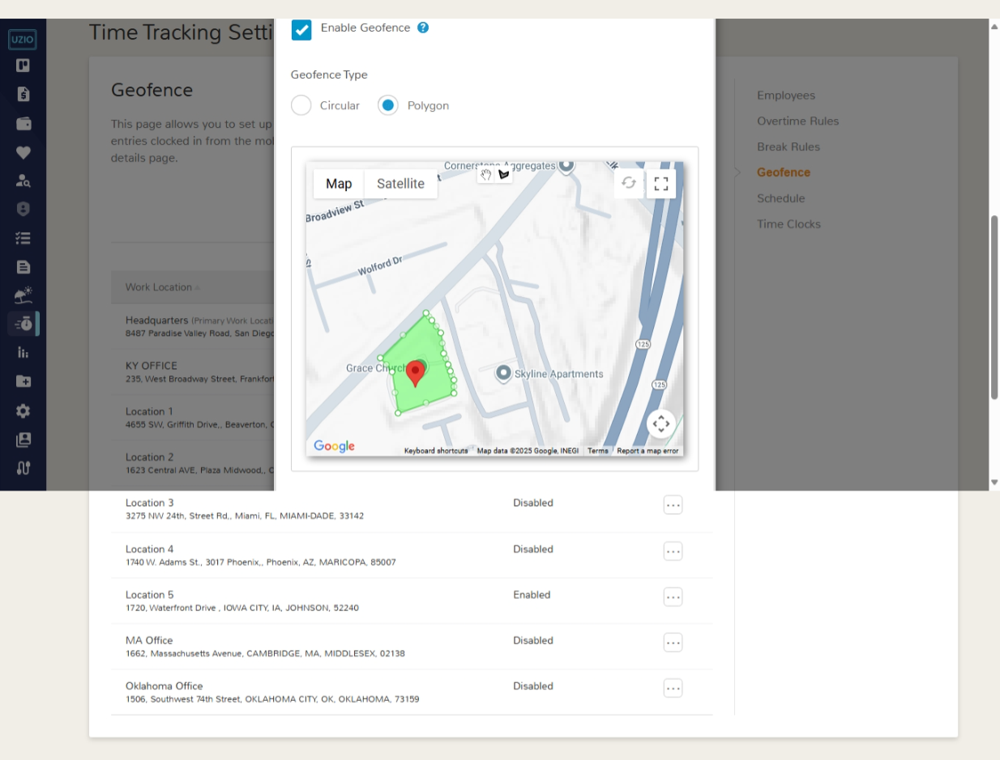 UZIO
Time Tracking Setti
Enable Geofence ?
Geofence Type
Circular
Polygon
Geofence
This page allows you to set up
entries clocked in from the mo
details page.
Employees
Overtime Rules
Break Rules
Geofence
Schedule
Time Clocks
Map
Satellite
Cornerstone Aggregates
Broadview St
Wolford Dr
Grace Church
Skyline Apartments
125
125
Google
Keyboard shortcuts
Map data ©2025 Google, INEGI
Terms
Report a map error
Work Location
Headquarters (Primary Work Locati
8487 Paradise Valley Road, San Diego
KY OFFICE
235, West Broadway Street, Frankfor
Location 1
4655 SW, Griffith Drive,, Beaverton, O
Location 2
1623 Central AVE, Plaza Midwood,, C
Location 3
Disabled
3275 NW 24th, Street Rd,, Miami, FL, MIAMI-DADE, 33142
Location 4
Disabled
1740 W. Adams St., 3017 Phoenix,, Phoenix, AZ, MARICOPA, 85007
Location 5
Enabled
1720, Waterfront Drive , IOWA CITY, IA, JOHNSON, 52240
MA Office
Disabled
1662, Massachusetts Avenue, CAMBRIDGE, MA, MIDDLESEX, 02138
Oklahoma Office
Disabled
1506, Southwest 74th Street, OKLAHOMA CITY, OK, OKLAHOMA, 73159